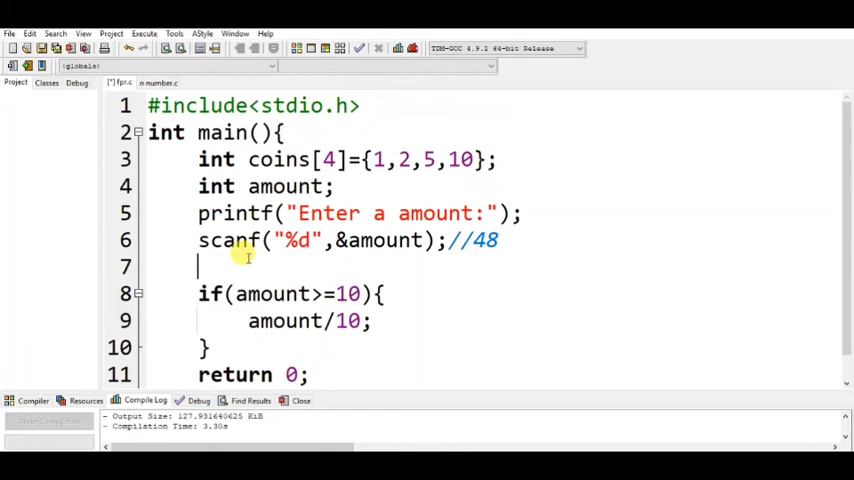 File Edit Search View Project Execute Tools AStyle Window Help
TDM-GCC 4.9.2 64-bit Release
(globals)
Project Classes Debug [*] fpr.c number.c
1 #include<stdio.h>
2 int main(){
3 int coins[4]={1,2,5,10};
4 int amount;
5 printf("Enter a amount:");
6 scanf("%d",&amount);//48
7
8 if(amount>=10){
9 amount/10;
10 }
11 return 0;
Compiler Resources Compile Log Debug Find Results Close
Abort Compilation
- Output Size: 127.931640625 KiB
- Compilation Time: 3.30s